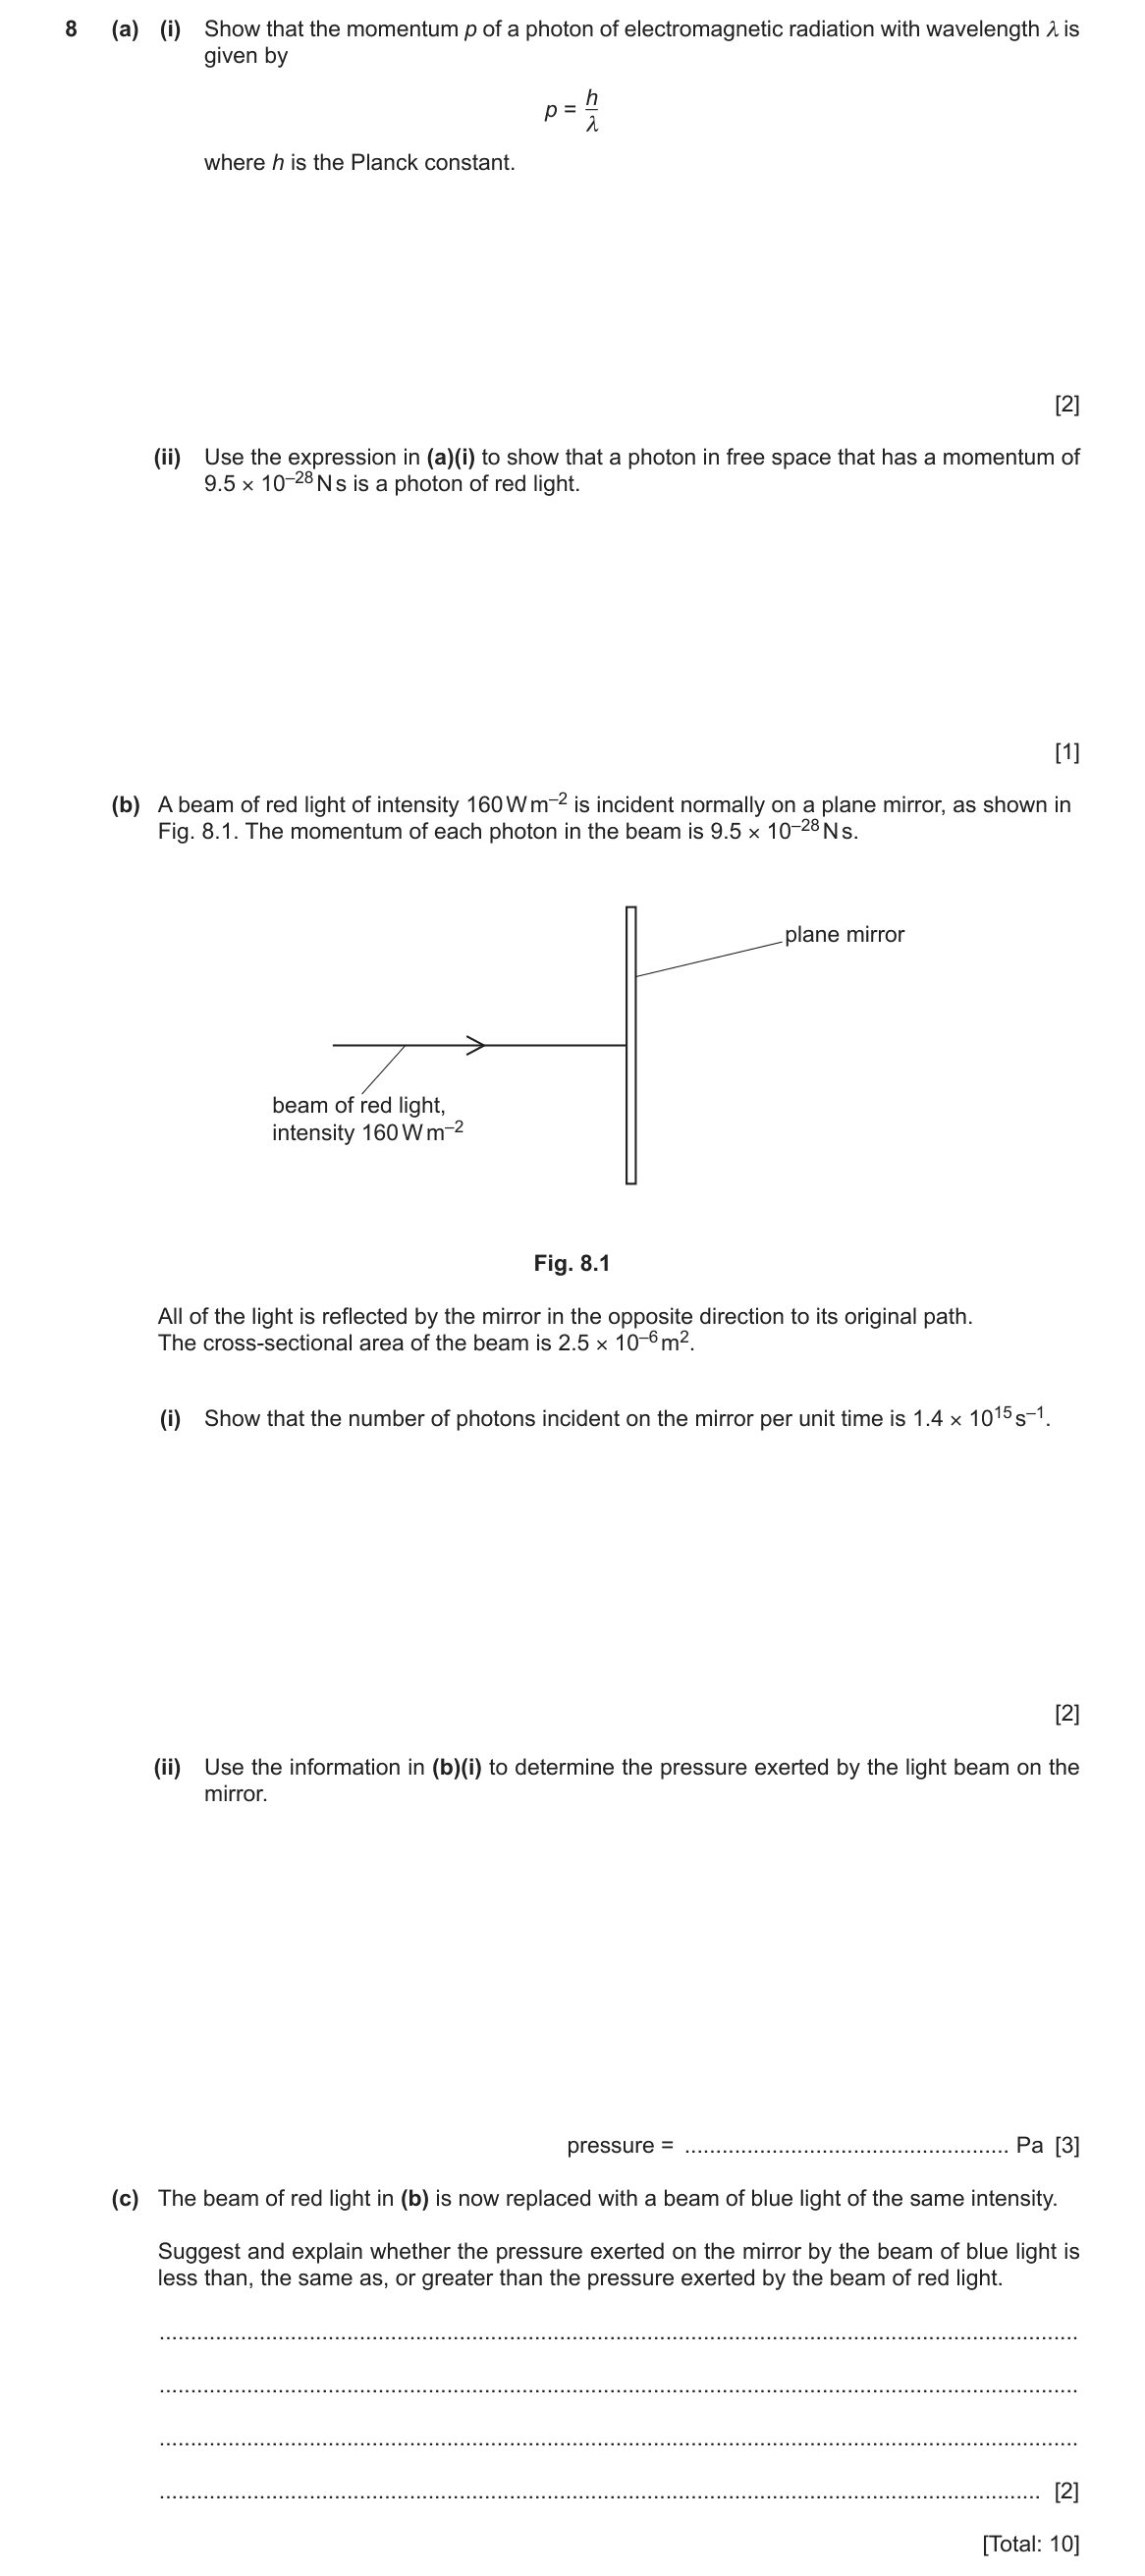 8 (a) (i) Show that the momentum p of a photon of electromagnetic radiation with wavelength λ is
given by
p = h/λ
where h is the Planck constant.
[2]
(ii) Use the expression in (a)(i) to show that a photon in free space that has a momentum of
9.5 × 10⁻²⁸ N s is a photon of red light.
[1]
(b) A beam of red light of intensity 160 W m⁻² is incident normally on a plane mirror, as shown in
Fig. 8.1. The momentum of each photon in the beam is 9.5 × 10⁻²⁸ N s.
plane mirror
beam of red light,
intensity 160 W m⁻²
Fig. 8.1
All of the light is reflected by the mirror in the opposite direction to its original path.
The cross-sectional area of the beam is 2.5 × 10⁻⁶ m².
(i) Show that the number of photons incident on the mirror per unit time is 1.4 × 10¹⁵ s⁻¹.
[2]
(ii) Use the information in (b)(i) to determine the pressure exerted by the light beam on the
mirror.
pressure = ..................................................... Pa [3]
(c) The beam of red light in (b) is now replaced with a beam of blue light of the same intensity.
Suggest and explain whether the pressure exerted on the mirror by the beam of blue light is
less than, the same as, or greater than the pressure exerted by the beam of red light.
..........................................................................................................................................
..........................................................................................................................................
..........................................................................................................................................
.................................................................................................................................... [2]
[Total: 10]